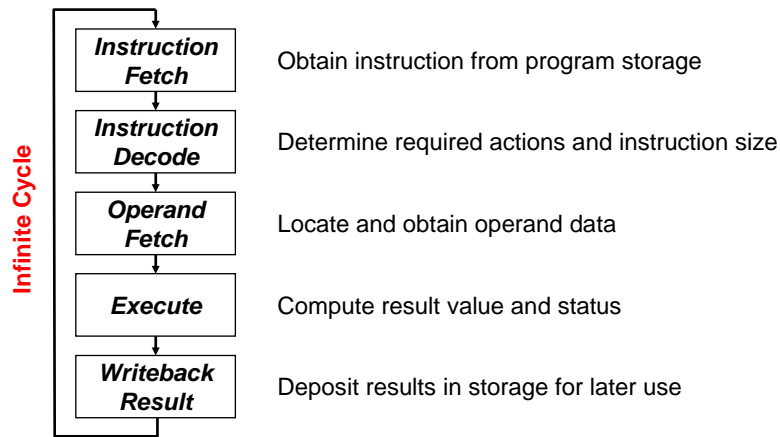 Instruction
Fetch
Obtain instruction from program storage
Instruction
Decode
Determine required actions and instruction size
Infinite Cycle
Operand
Fetch
Locate and obtain operand data
Execute
Compute result value and status
Writeback
Result
Deposit results in storage for later use